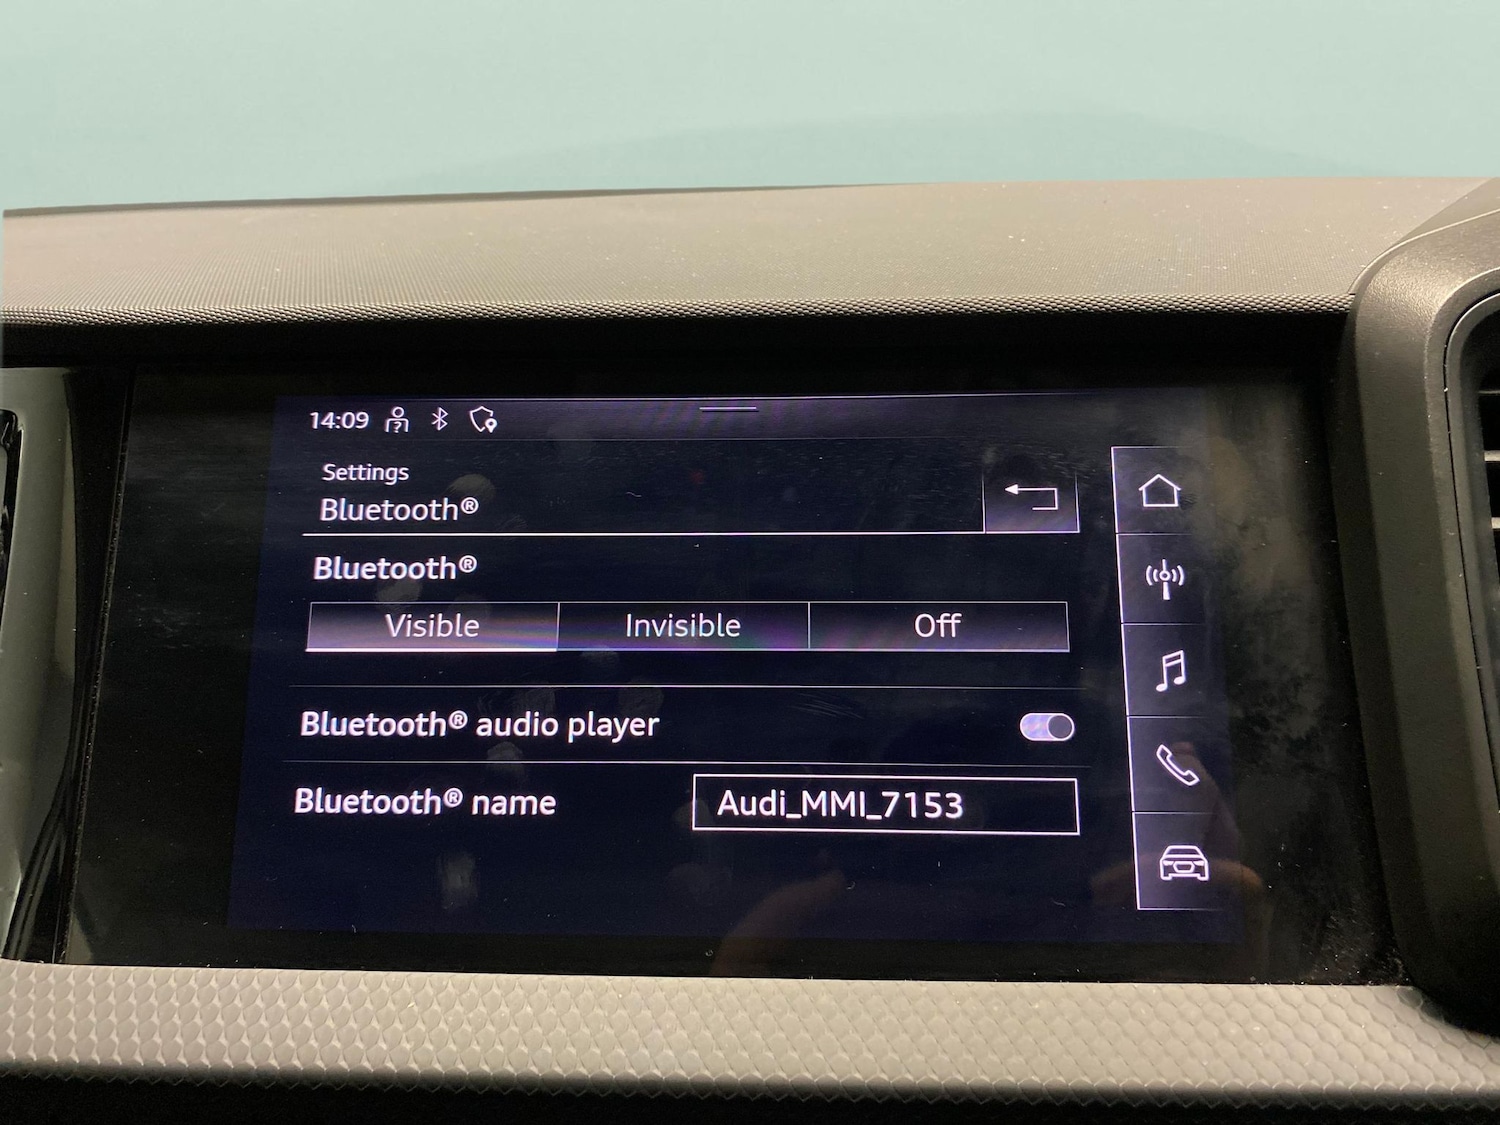 14:09
Settings
Bluetooth®
Bluetooth®
Visible Invisible Off
Bluetooth® audio player
Bluetooth® name Audi_MMI_7153